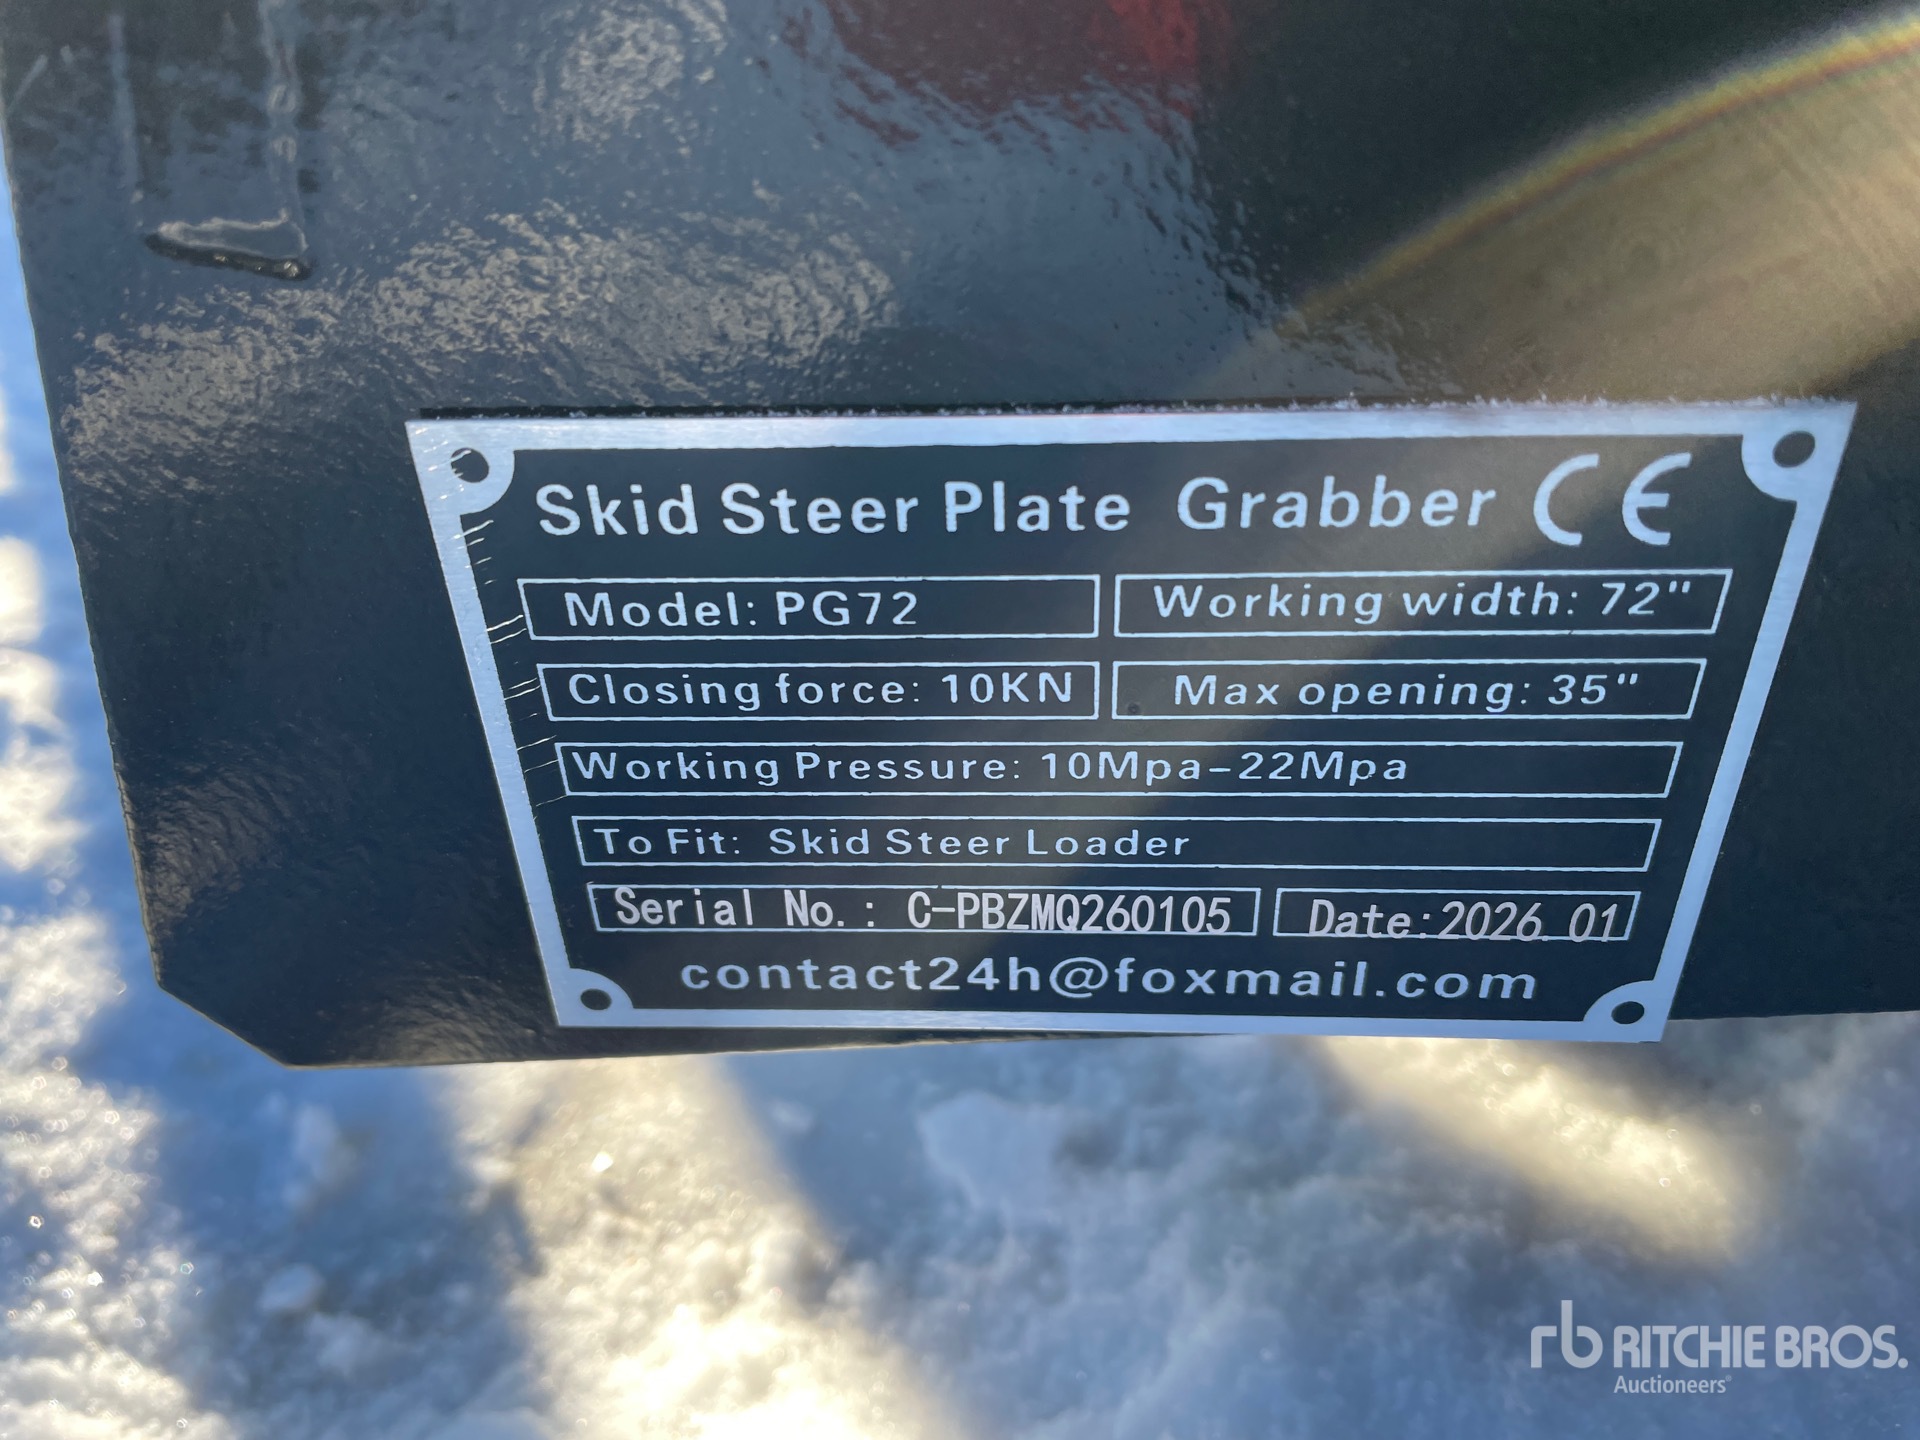 Skid Steer Plate Grabber CE
Model: PG72
Working width: 72"
Closing force: 10KN
Max opening: 35"
Working Pressure: 10Mpa-22Mpa
To Fit: Skid Steer Loader
Serial No.: C-PBZMQ260105
Date:2026.01
contact24h@foxmail.com
rb RITCHIE BROS.
Auctioneers